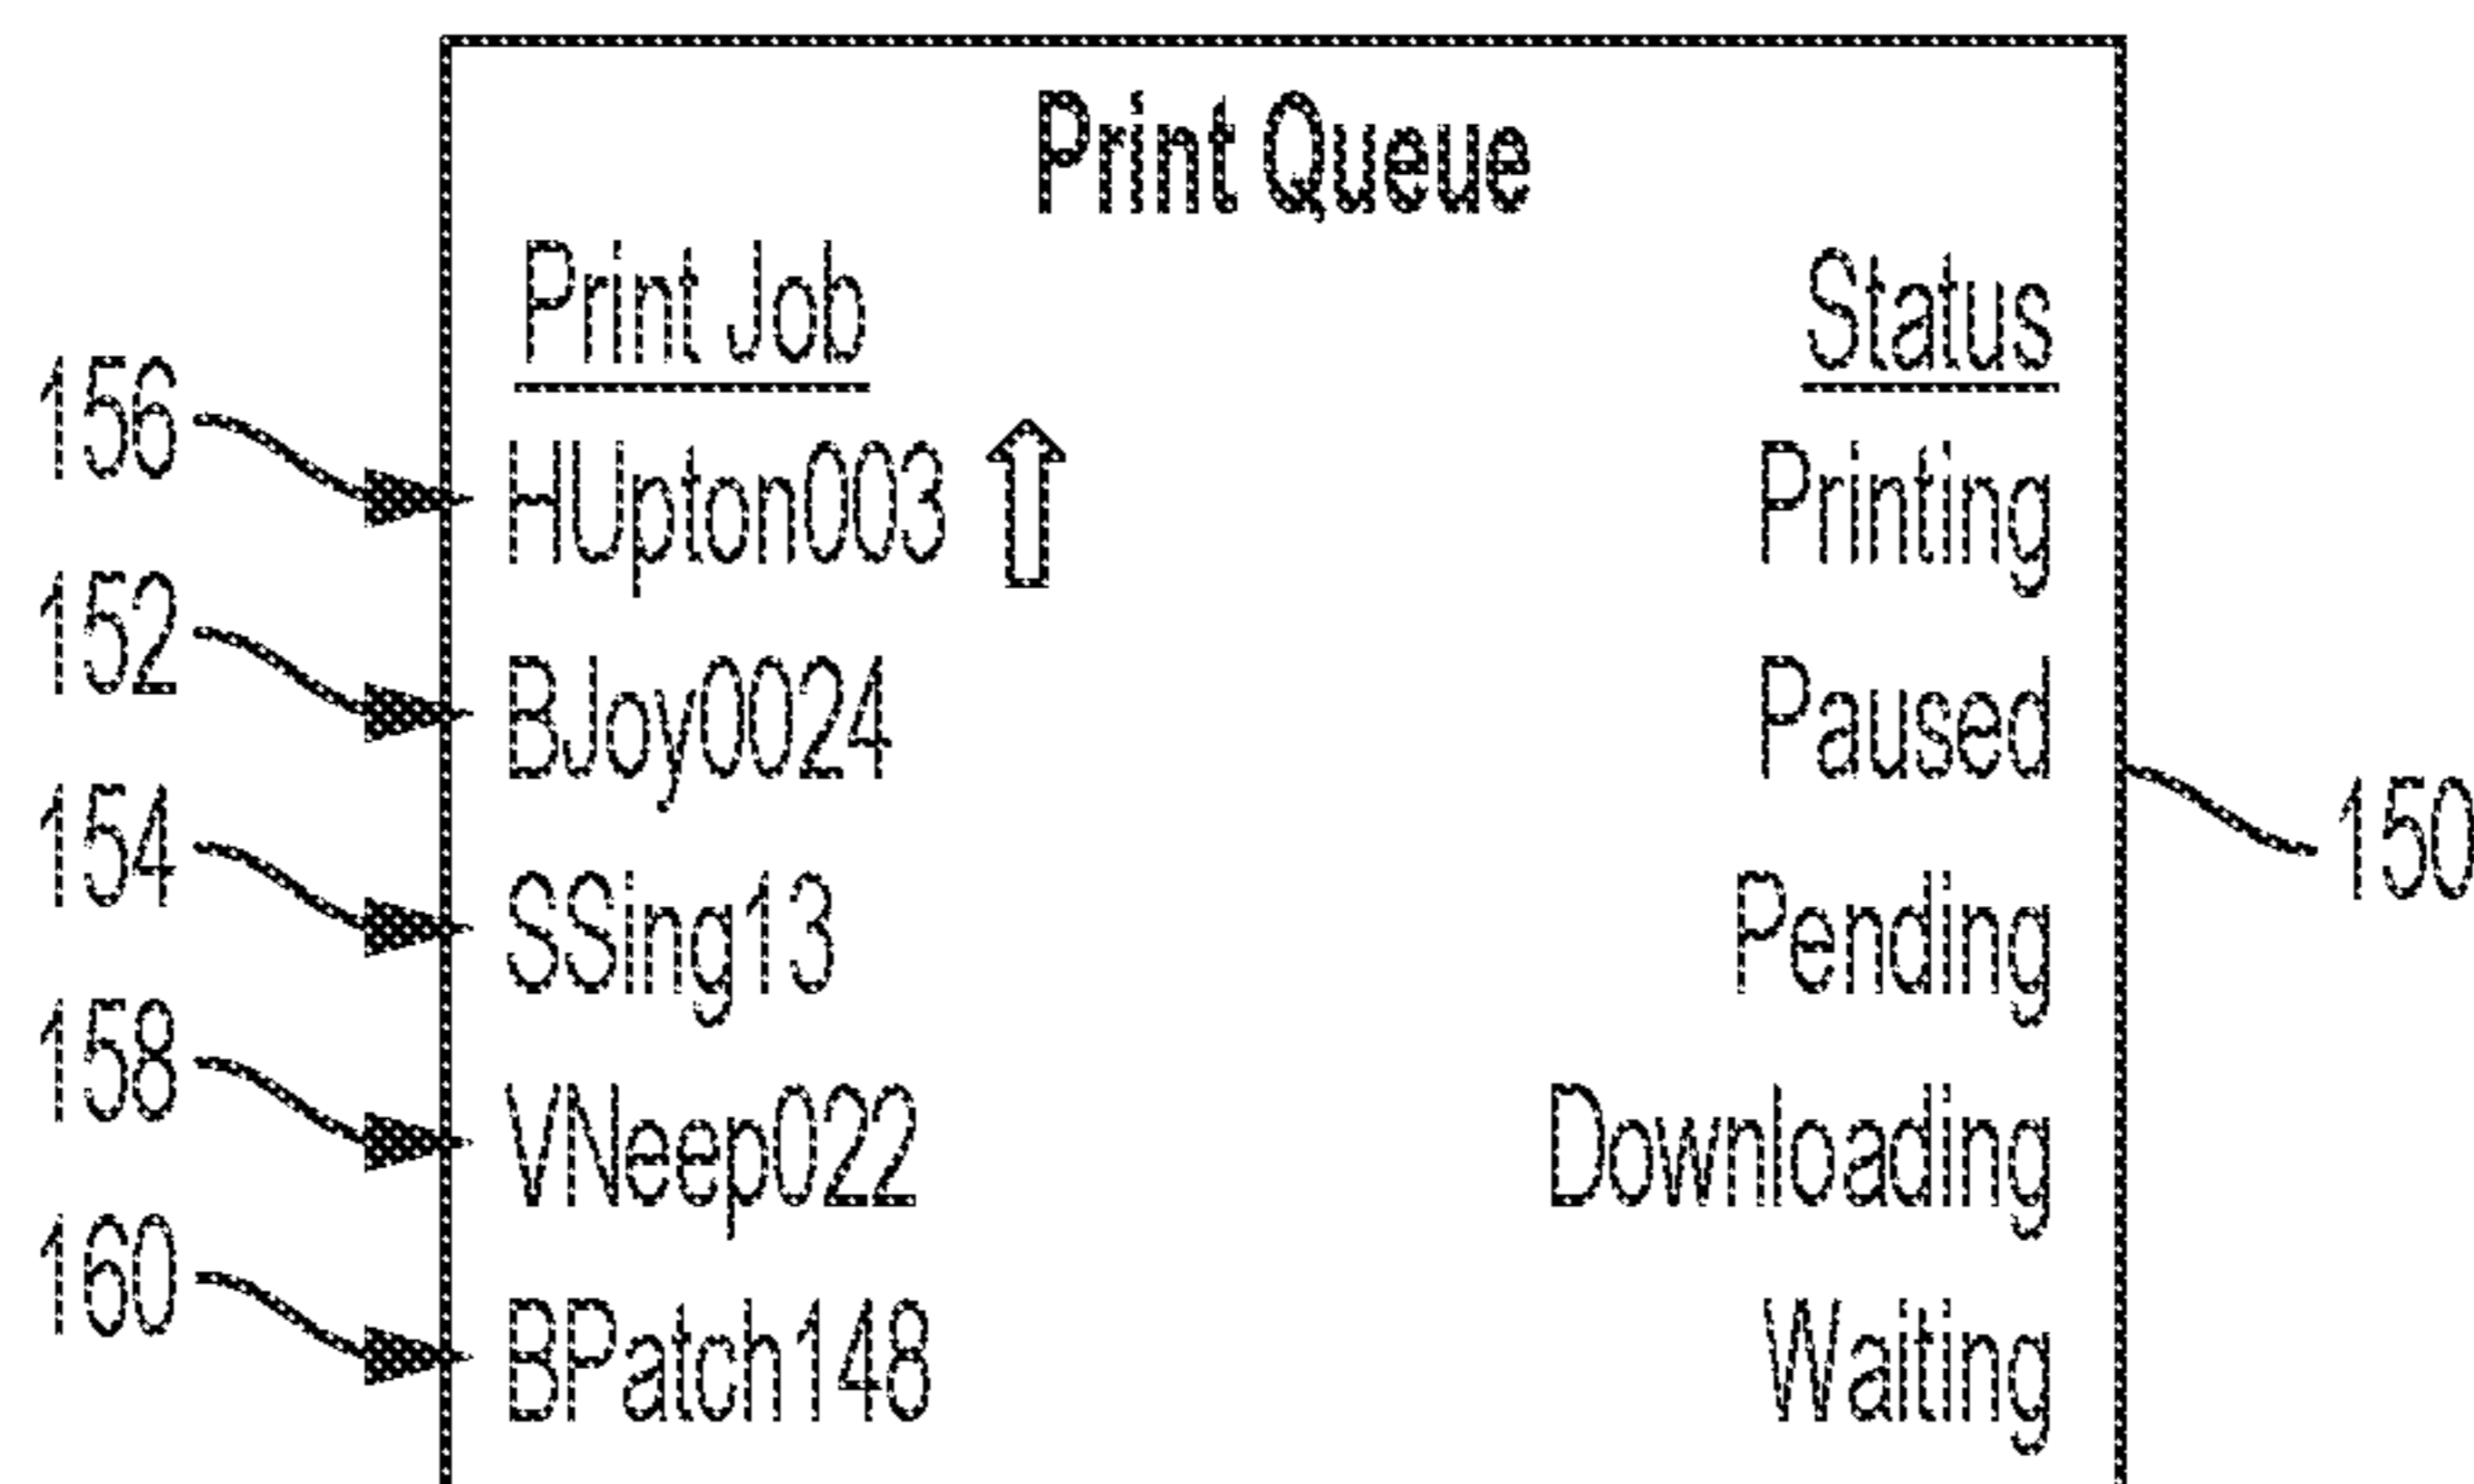 Print Queue
Print Job Status
156 HUpton003 Printing
152 BJoy0024 Paused
154 SSing13 Pending
150
158 VNeep022 Downloading
160 BPatch148 Waiting